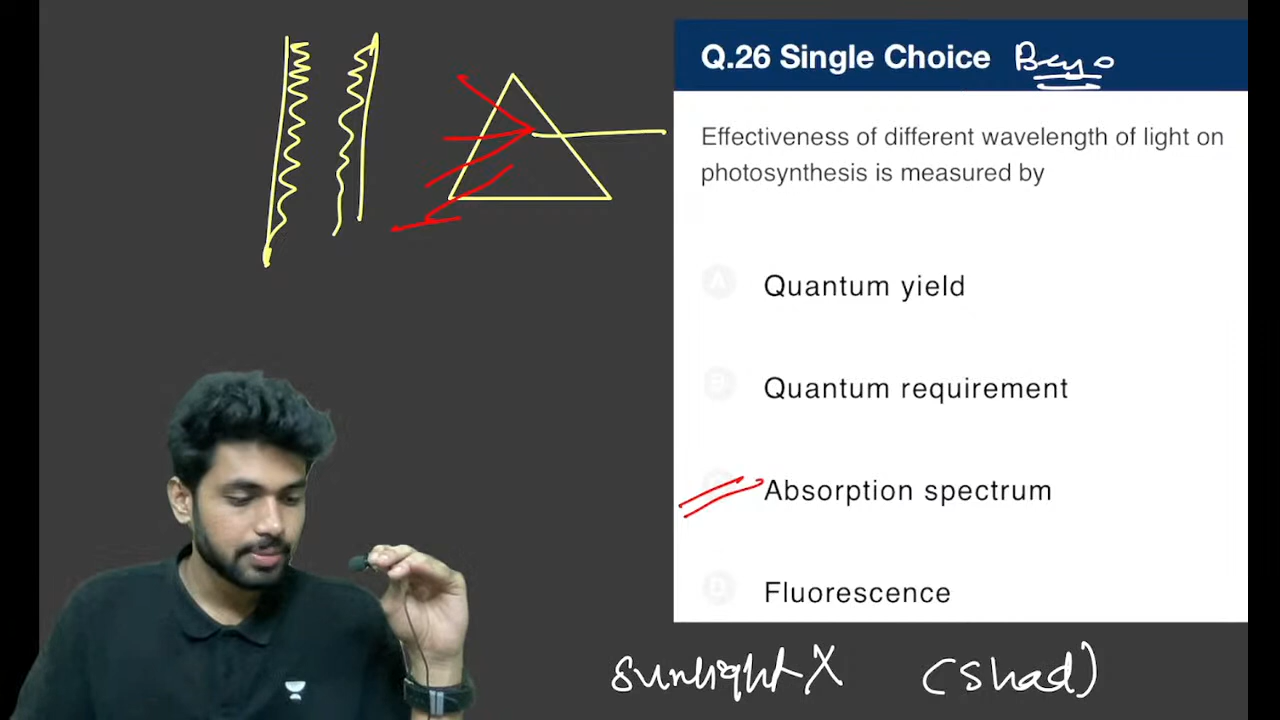 Q.26 Single Choice
Effectiveness of different wavelength of light on
photosynthesis is measured by
A Quantum yield
B Quantum requirement
Absorption spectrum
D Fluorescence
sunlight X (shad)